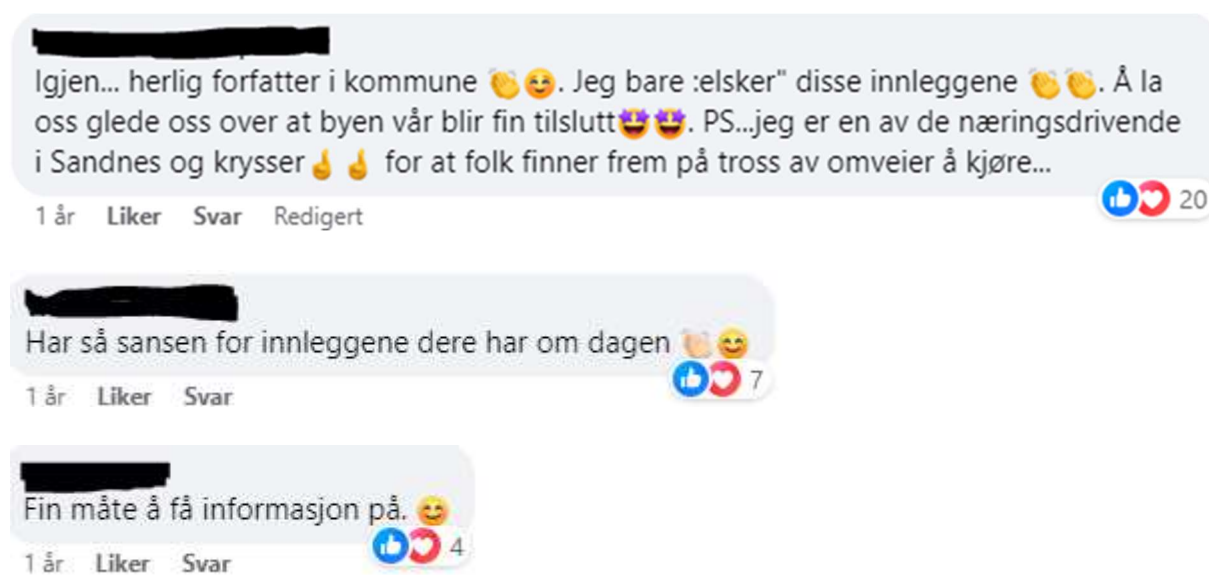 Igjen... herlig forfatter i kommune 👏😊. Jeg bare :elsker" disse innleggene 👏👏. Å la
oss glede oss over at byen vår blir fin tilslutt🤩🤩. PS...jeg er en av de næringsdrivende
i Sandnes og krysser🤞🤞 for at folk finner frem på tross av omveier å kjøre...
20
1 år Liker Svar Redigert
Har så sansen for innleggene dere har om dagen 👏🏻😊
7
1 år Liker Svar
Fin måte å få informasjon på. 😊
4
1 år Liker Svar